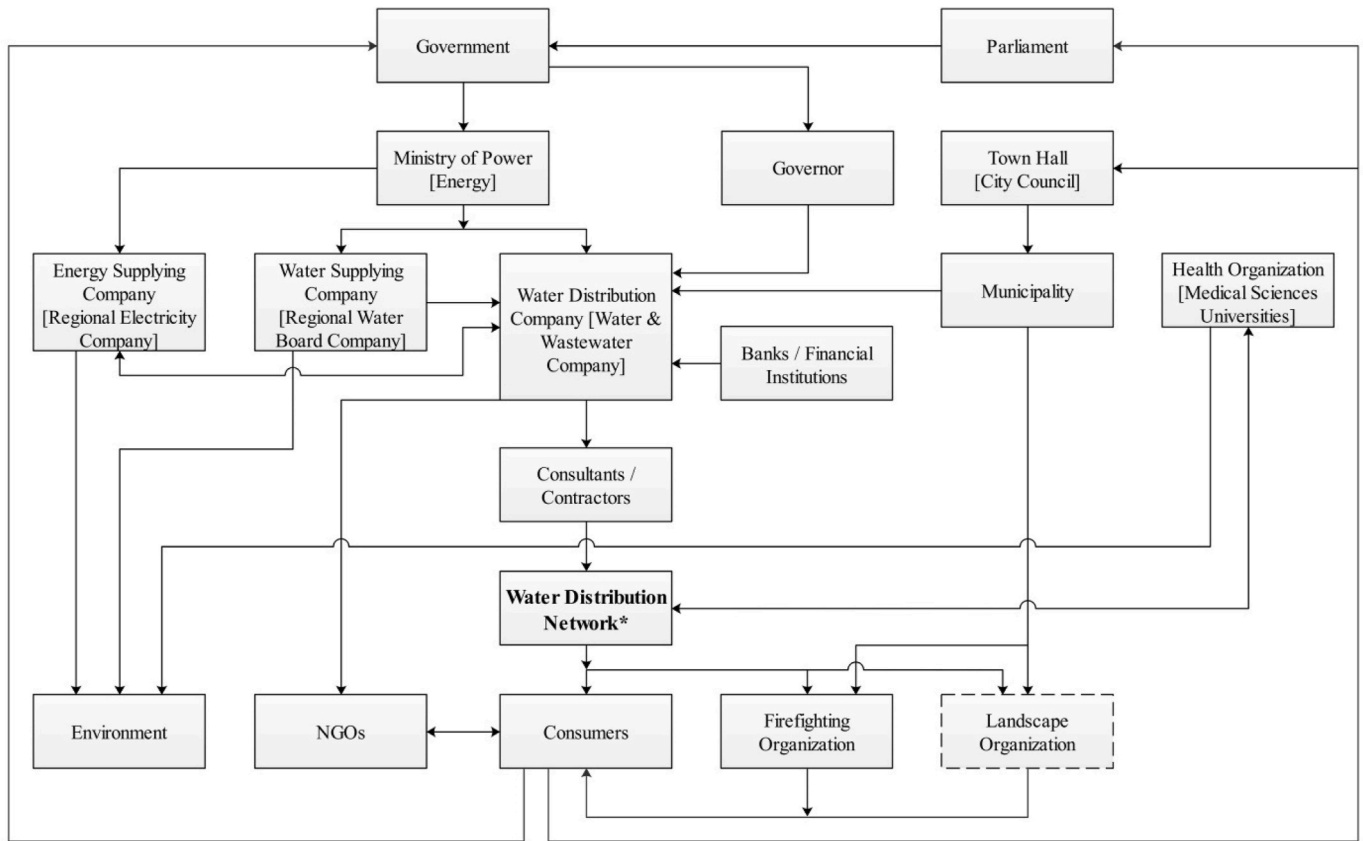 Government
Parliament
Ministry of Power
[Energy]
Governor
Town Hall
[City Council]
Energy Supplying
Company
[Regional Electricity
Company]
Water Supplying
Company
[Regional Water
Board Company]
Water Distribution
Company [Water &
Wastewater
Company]
Municipality
Health Organization
[Medical Sciences
Universities]
Banks / Financial
Institutions
Consultants /
Contractors
Water Distribution
Network*
Environment
NGOs
Consumers
Firefighting
Organization
Landscape
Organization